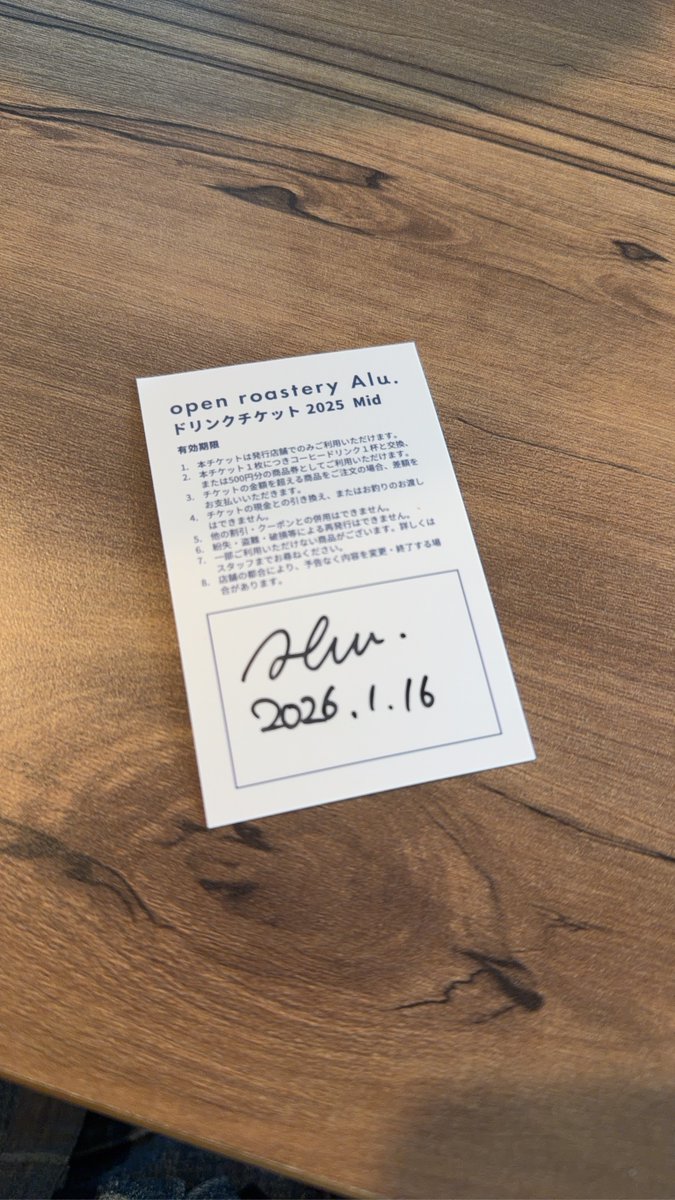 open roastery Alu.
ドリンクチケット 2025 Mid
有効期限
1. 本チケットは発行店舗でのみご利用いただけます。
2. 本チケット1枚につきコーヒードリンク1杯と交換、
または500円分の商品券としてご利用いただけます。
3. チケットの金額を超える商品をご注文の場合、差額を
お支払いいただきます。
4. チケットの現金との引き換え、またはお釣りのお渡し
はできません。
5. 他の割引・クーポンとの併用はできません。
6. 紛失・盗難・破損等による再発行はできません。
7. 一部ご利用いただけない商品がございます。詳しくは
スタッフまでお尋ねください。
8. 店舗の都合により、予告なく内容を変更・終了する場
合があります。
Alu.
2026.1.16